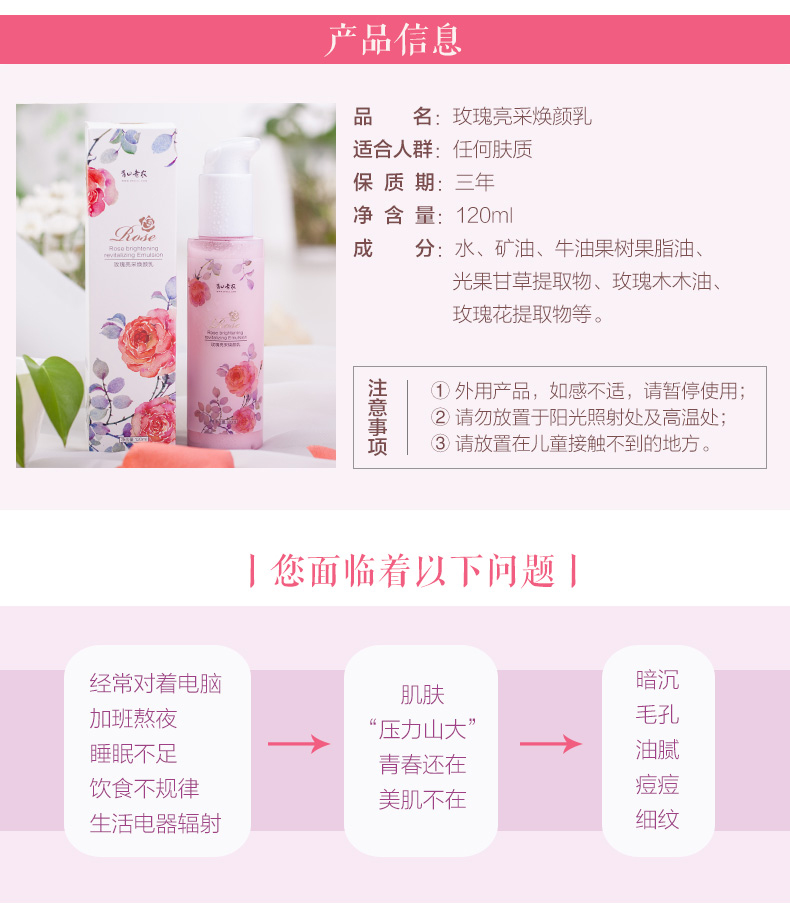 产品信息
品 名：玫瑰亮采焕颜乳
适合人群：任何肤质
保 质 期：三年
净 含 量：120ml
成 分：水、矿油、牛油果树果脂油、
光果甘草提取物、玫瑰木木油、
玫瑰花提取物等。
Rose
Rose brightening
revitalizing Emulsion
玫瑰亮采焕颜乳
Rose brightening
revitalizing Emulsion
玫瑰亮采焕颜乳
注意事项
① 外用产品，如感不适，请暂停使用；
② 请勿放置于阳光照射处及高温处；
③ 请放置在儿童接触不到的地方。
您面临着以下问题
经常对着电脑
加班熬夜
睡眠不足
饮食不规律
生活电器辐射
肌肤
“压力山大”
青春还在
美肌不在
暗沉
毛孔
油腻
痘痘
细纹